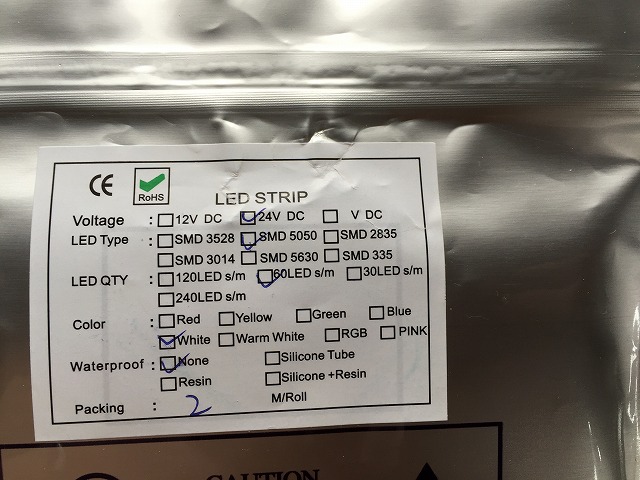 CE RoHS
LED STRIP
Voltage : 12V DC 24V DC V DC
LED Type : SMD 3528 SMD 5050 SMD 2835
SMD 3014 SMD 5630 SMD 335
LED QTY : 120LED s/m 60LED s/m 30LED s/m
240LED s/m
Color : Red Yellow Green Blue
White Warm White RGB PINK
Waterproof : None Silicone Tube
Resin Silicone +Resin
Packing : 2 M/Roll
CAUTION